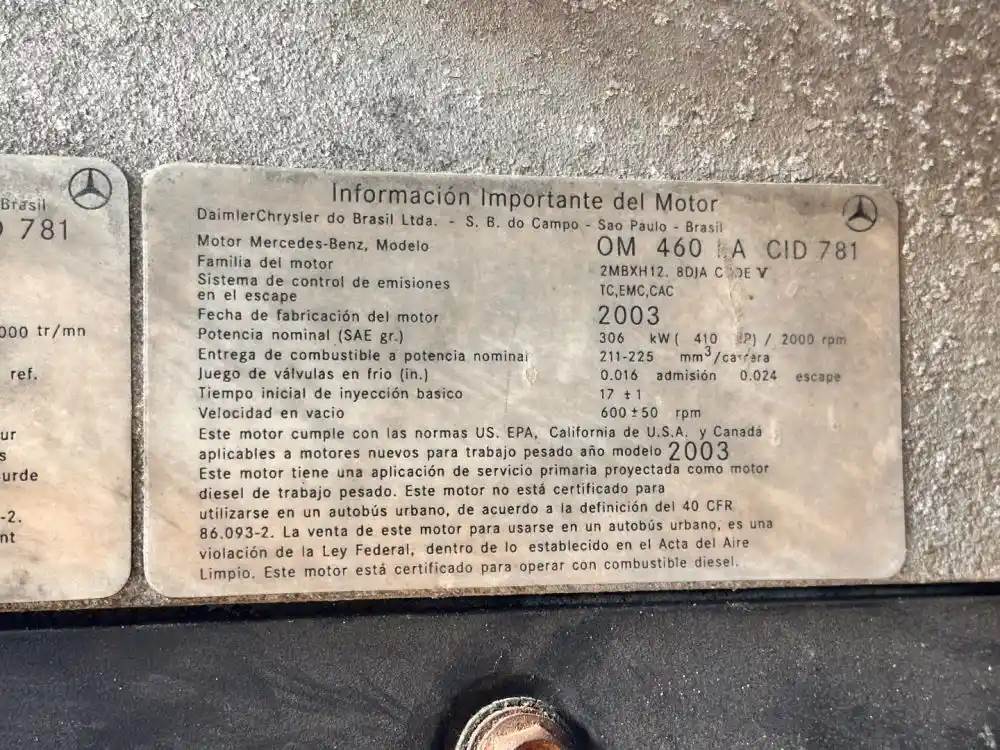 Brasil
781
000 tr/mn
ref.
ur
s
urde
-2.
nt
Información Importante del Motor
DaimlerChrysler do Brasil Ltda. - S. B. do Campo - Sao Paulo - Brasil
Motor Mercedes-Benz, Modelo OM 460 LA CID 781
Familia del motor 2MBXH12. 8DJA CODE V
Sistema de control de emisiones
en el escape TC,EMC,CAC
Fecha de fabricación del motor 2003
Potencia nominal (SAE gr.) 306 kW ( 410 HP) / 2000 rpm
Entrega de combustible a potencia nominal 211-225 mm³/carrera
Juego de válvulas en frio (in.) 0.016 admisión 0.024 escape
Tiempo inicial de inyección basico 17 ±1
Velocidad en vacio 600±50 rpm
Este motor cumple con las normas US. EPA, California de U.S.A. y Canadá
aplicables a motores nuevos para trabajo pesado año modelo 2003
Este motor tiene una aplicación de servicio primaria proyectada como motor
diesel de trabajo pesado. Este motor no está certificado para
utilizarse en un autobús urbano, de acuerdo a la definición del 40 CFR
86.093-2. La venta de este motor para usarse en un autobús urbano, es una
violación de la Ley Federal, dentro de lo establecido en el Acta del Aire
Limpio. Este motor está certificado para operar con combustible diesel.